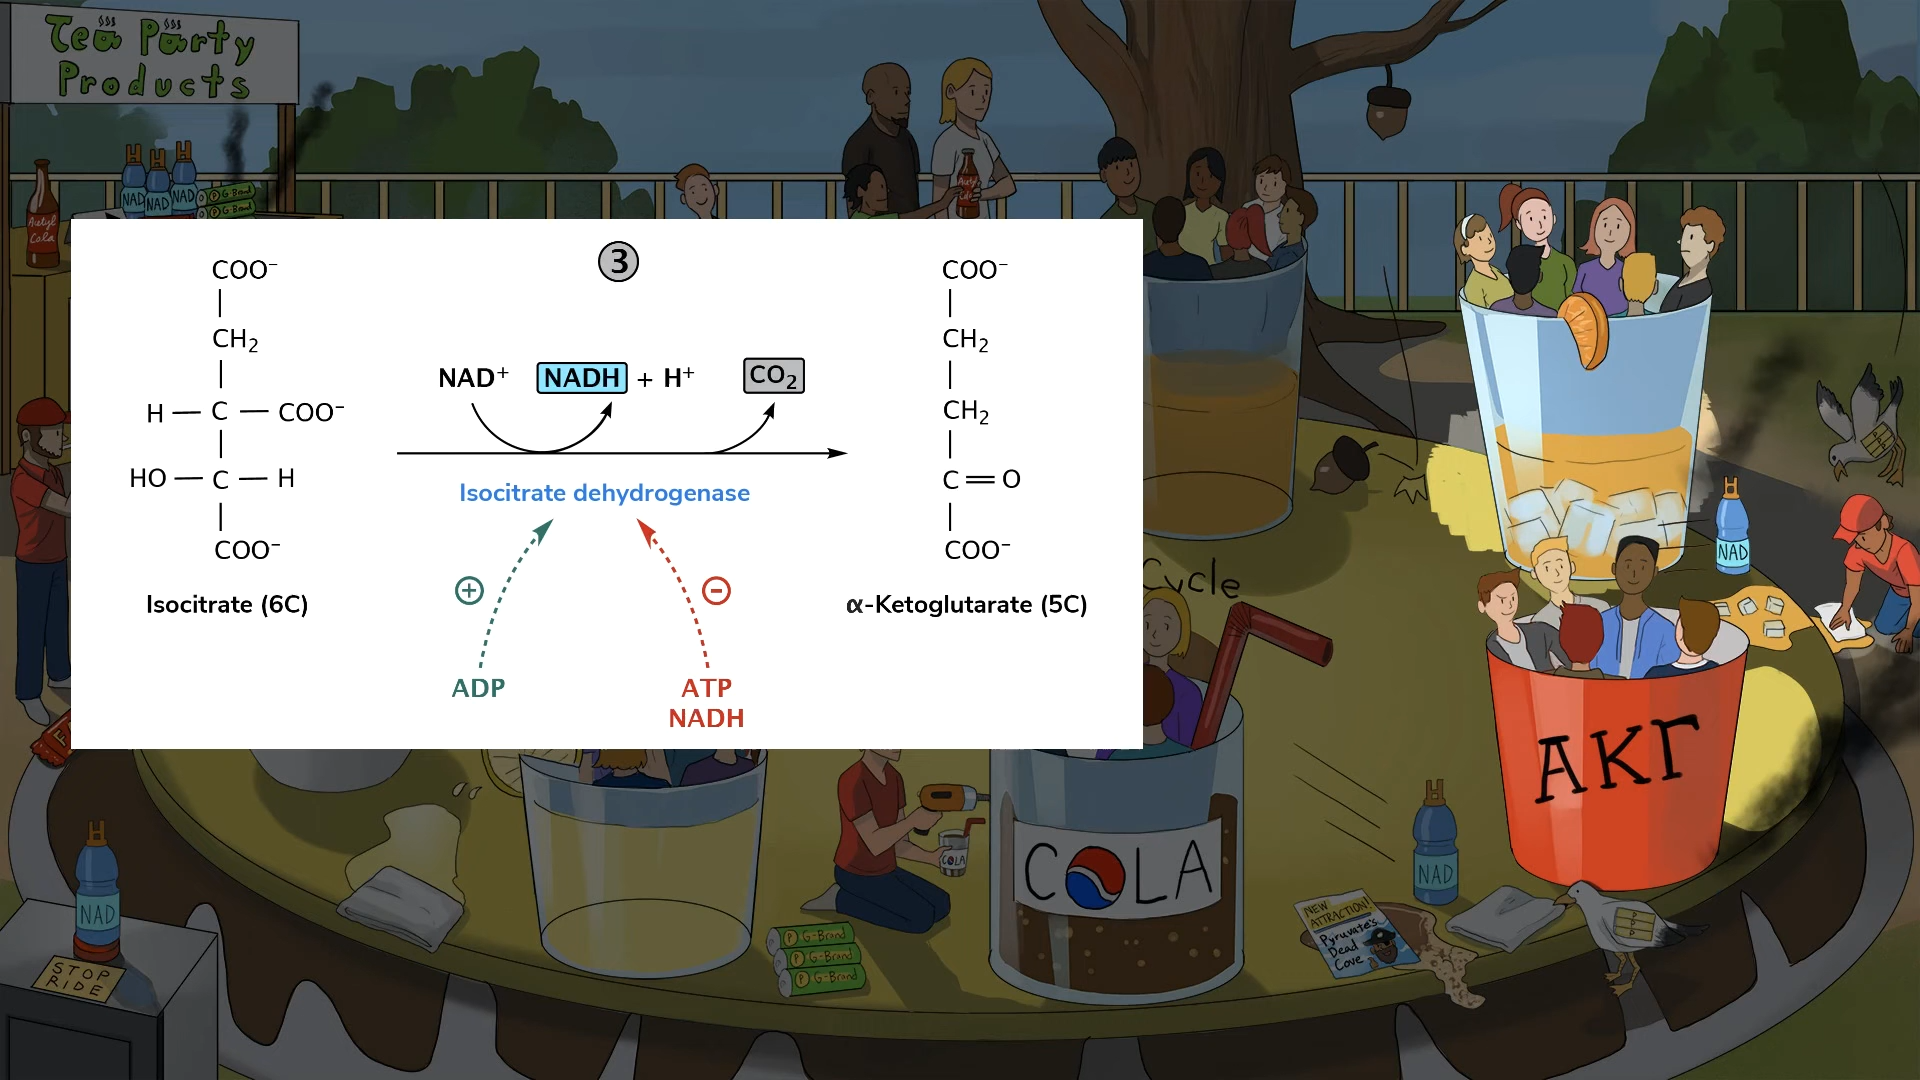 Tea Party
Products
NAD
NAD
NAD
P G-Brand
P G-Brand
Acetyl
Cola
3
COO⁻
CH₂
H — C — COO⁻
HO — C — H
COO⁻
Isocitrate (6C)
NAD⁺ NADH + H⁺ CO₂
Isocitrate dehydrogenase
+
-
ADP
ATP
NADH
COO⁻
CH₂
CH₂
C = O
COO⁻
α-Ketoglutarate (5C)
Cycle
NAD
ΑΚΓ
COLA
COLA
NAD
NAD
STOP
RIDE
P G-Brand
P G-Brand
P G-Brand
NEW
ATTRACTION!
Pyruvate's
Dead
Cove